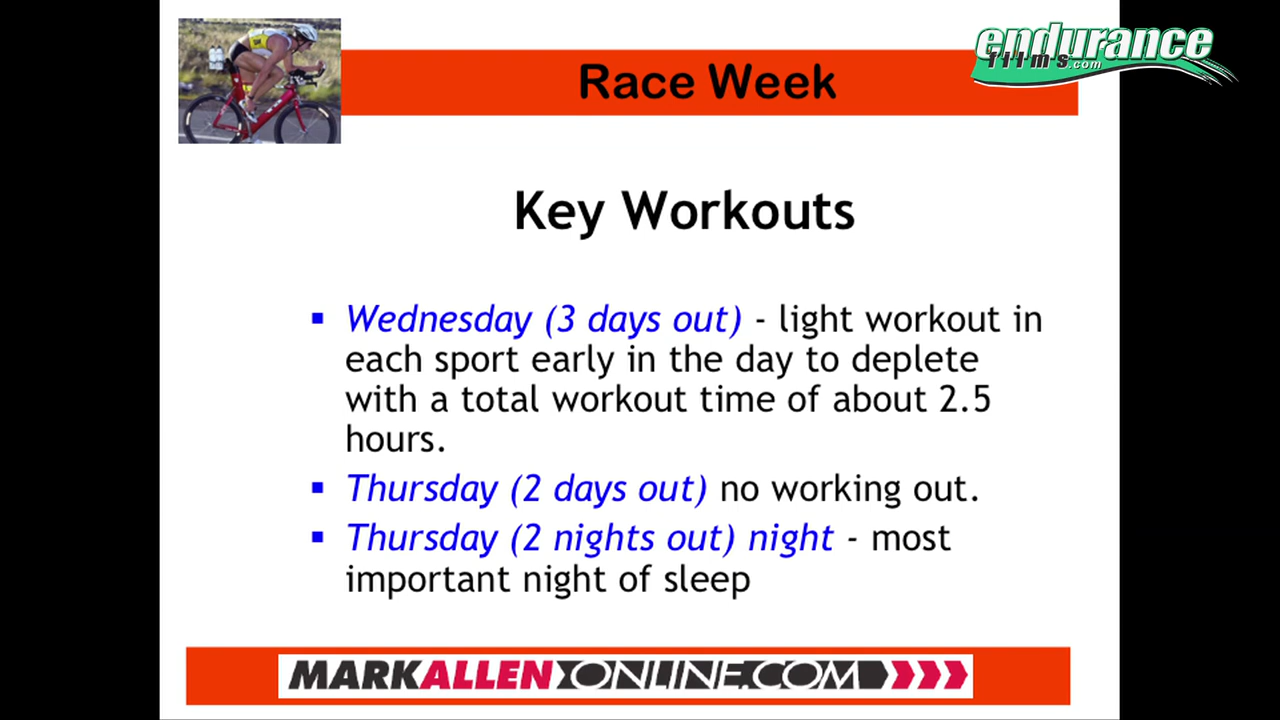 endurance
films.com
Race Week
Key Workouts
▪ Wednesday (3 days out) - light workout in
each sport early in the day to deplete
with a total workout time of about 2.5
hours.
▪ Thursday (2 days out) no working out.
▪ Thursday (2 nights out) night - most
important night of sleep
MARKALLENONLINE.COM